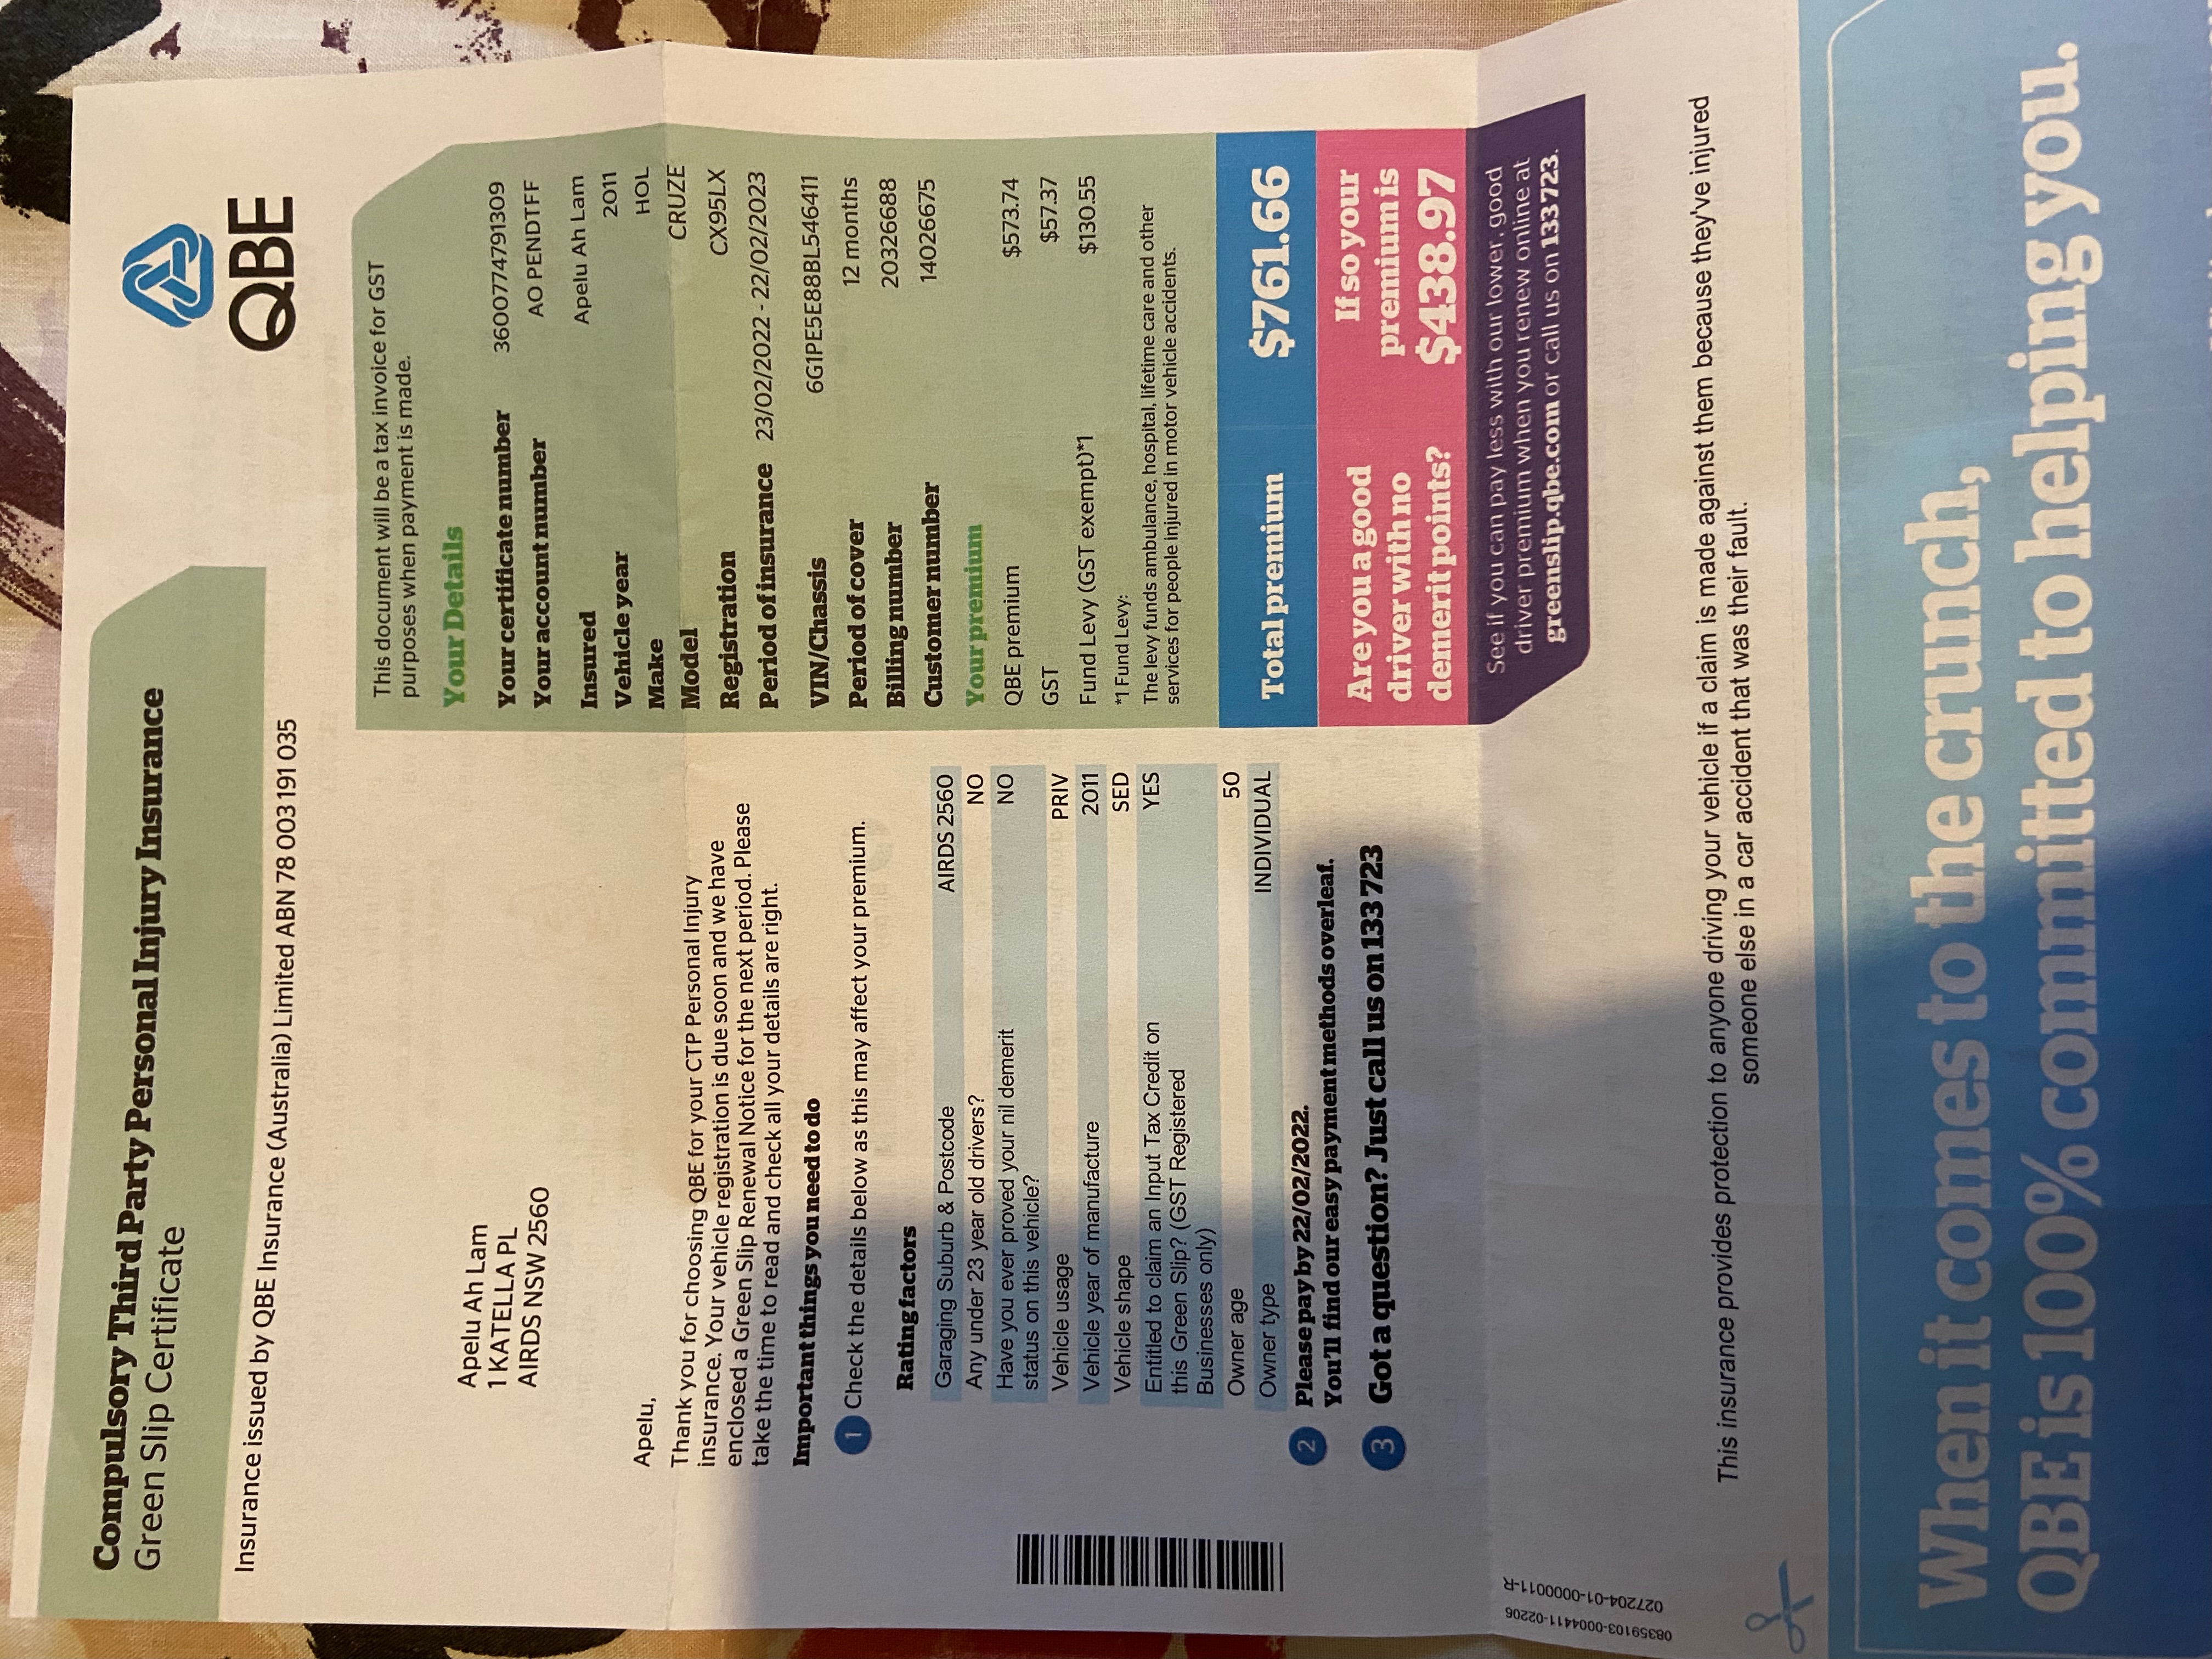 Compulsory Third Party Personal Injury Insurance
Green Slip Certificate
QBE
Insurance issued by QBE Insurance (Australia) Limited ABN 78 003 191 035
Apelu Ah Lam
1 KATELLA PL
AIRDS NSW 2560
Apelu,
Thank you for choosing QBE for your CTP Personal Injury
insurance. Your vehicle registration is due soon and we have
enclosed a Green Slip Renewal Notice for the next period. Please
take the time to read and check all your details are right.
Important things you need to do
1 Check the details below as this may affect your premium.
Rating factors
Garaging Suburb & Postcode AIRDS 2560
Any under 23 year old drivers? NO
Have you ever proved your nil demerit NO
status on this vehicle?
Vehicle usage PRIV
Vehicle year of manufacture 2011
Vehicle shape SED
Entitled to claim an Input Tax Credit on YES
this Green Slip? (GST Registered
Businesses only)
Owner age 50
Owner type INDIVIDUAL
2 Please pay by 22/02/2022.
You'll find our easy payment methods overleaf.
3 Got a question? Just call us on 133 723
This document will be a tax invoice for GST
purposes when payment is made.
Your Details
Your certificate number 3600774791309
Your account number AO PENDTFF
Insured Apelu Ah Lam
Vehicle year 2011
Make HOL
Model CRUZE
Registration CX95LX
Period of insurance 23/02/2022 - 22/02/2023
VIN/Chassis 6G1PE5E88BL546411
Period of cover 12 months
Billing number 20326688
Customer number 14026675
Your premium
QBE premium $573.74
GST $57.37
Fund Levy (GST exempt)*1 $130.55
*1 Fund Levy:
The levy funds ambulance, hospital, lifetime care and other
services for people injured in motor vehicle accidents.
Total premium $761.66
Are you a good
driver with no
demerit points?
If so your
premium is
$438.97
See if you can pay less with our lower, good
driver premium when you renew online at
greenslip.qbe.com or call us on 133 723.
08359103-0004411-02206
027204-01-0000011-R
This insurance provides protection to anyone driving your vehicle if a claim is made against them because they've injured
someone else in a car accident that was their fault.
When it comes to the crunch,
QBE is 100% committed to helping you.